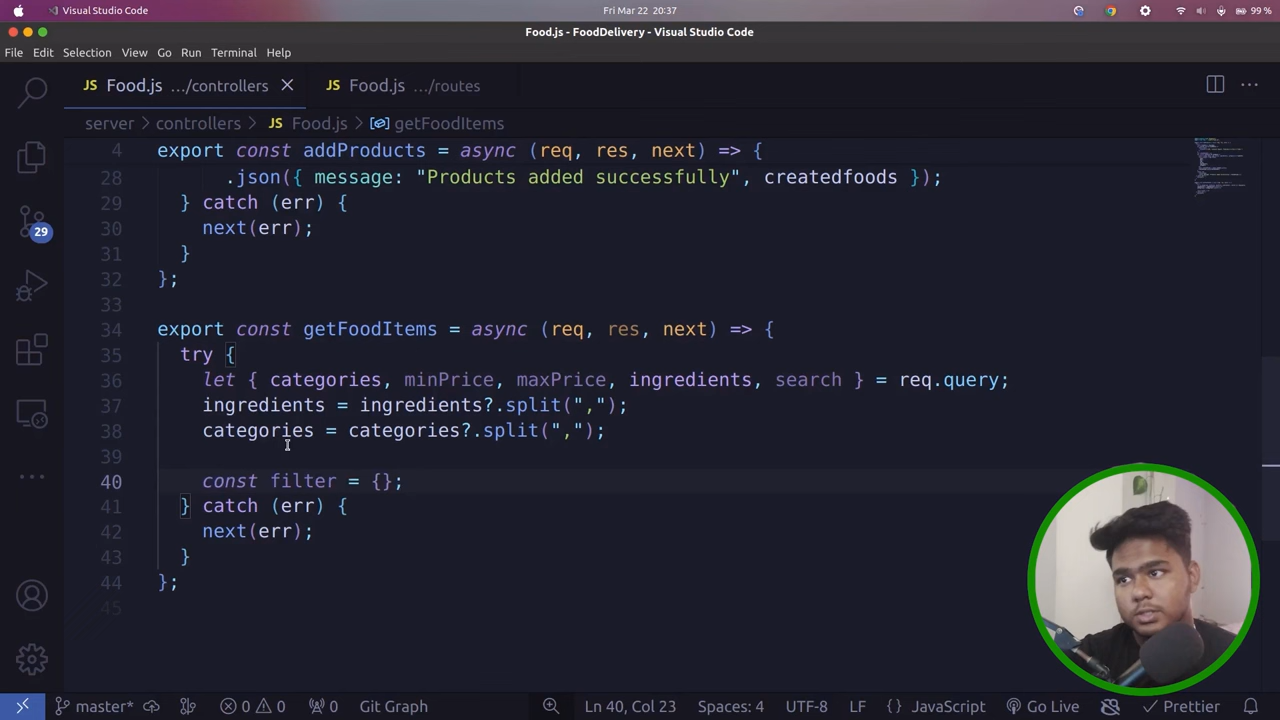 Visual Studio Code
Fri Mar 22 20:37
99 %
Food.js - FoodDelivery - Visual Studio Code
File Edit Selection View Go Run Terminal Help
JS Food.js .../controllers
JS Food.js .../routes
server > controllers > JS Food.js > getFoodItems
4 export const addProducts = async (req, res, next) => {
28 .json({ message: "Products added successfully", createdfoods });
29 } catch (err) {
30 next(err);
31 }
32 };
33
34 export const getFoodItems = async (req, res, next) => {
35 try {
36 let { categories, minPrice, maxPrice, ingredients, search } = req.query;
37 ingredients = ingredients?.split(",");
38 categories = categories?.split(",");
39
40 const filter = {};
41 } catch (err) {
42 next(err);
43 }
44 };
45
29
master* 0 0 0 Git Graph Ln 40, Col 23 Spaces: 4 UTF-8 LF {} JavaScript Go Live Prettier